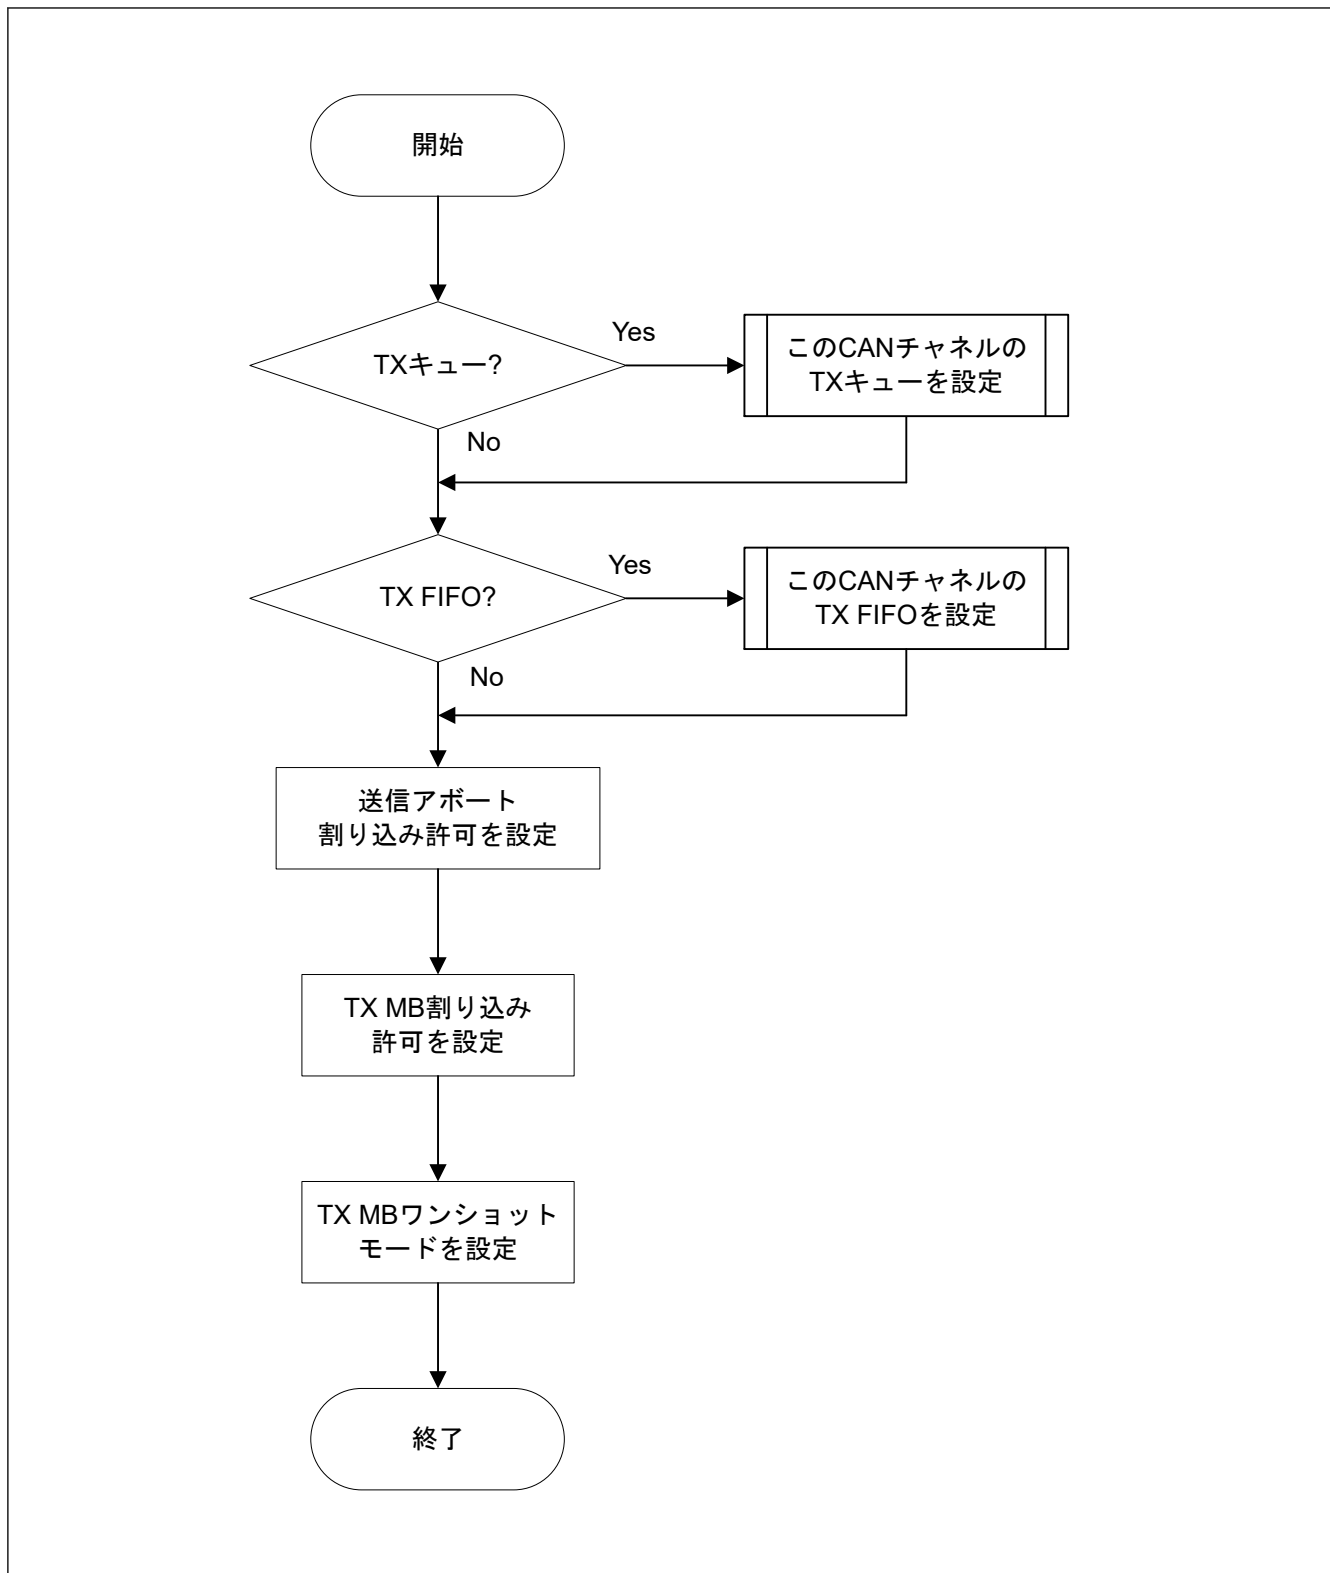 開始
TXキュー?
Yes
このCANチャネルの
TXキューを設定
No
TX FIFO?
Yes
このCANチャネルの
TX FIFOを設定
No
送信アボート
割り込み許可を設定
TX MB割り込み
許可を設定
TX MBワンショット
モードを設定
終了